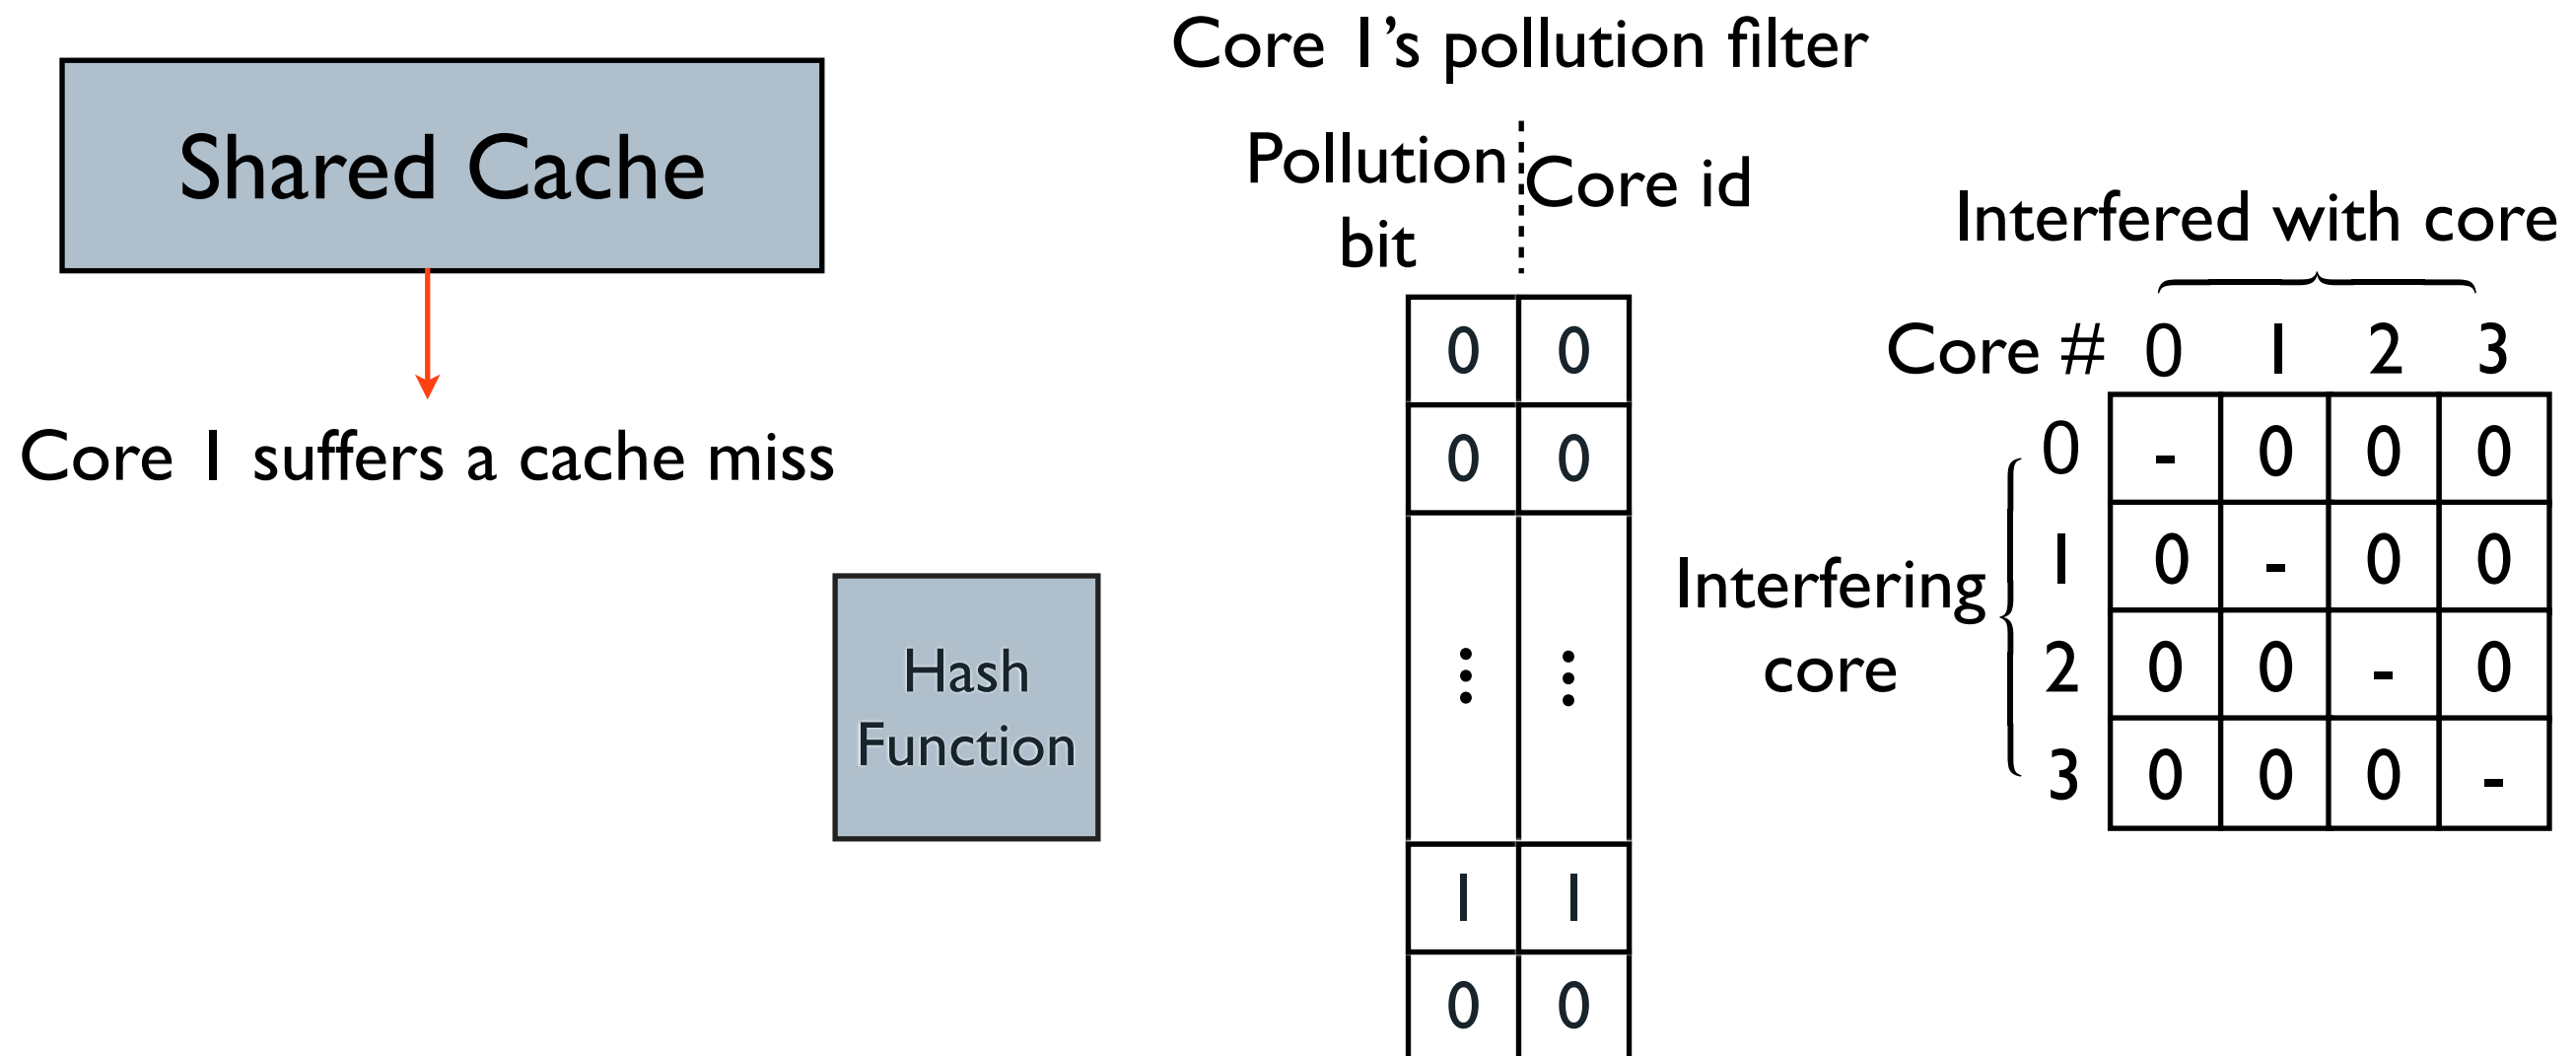 Shared Cache
Core 1 suffers a cache miss
Hash
Function
Core 1’s pollution filter
Pollution
bit
Core id
0 0
0 0
⋮ ⋮
1 1
0 0
Interfered with core
Core # 0 1 2 3
0 - 0 0 0
1 0 - 0 0
2 0 0 - 0
3 0 0 0 -
Interfering
core